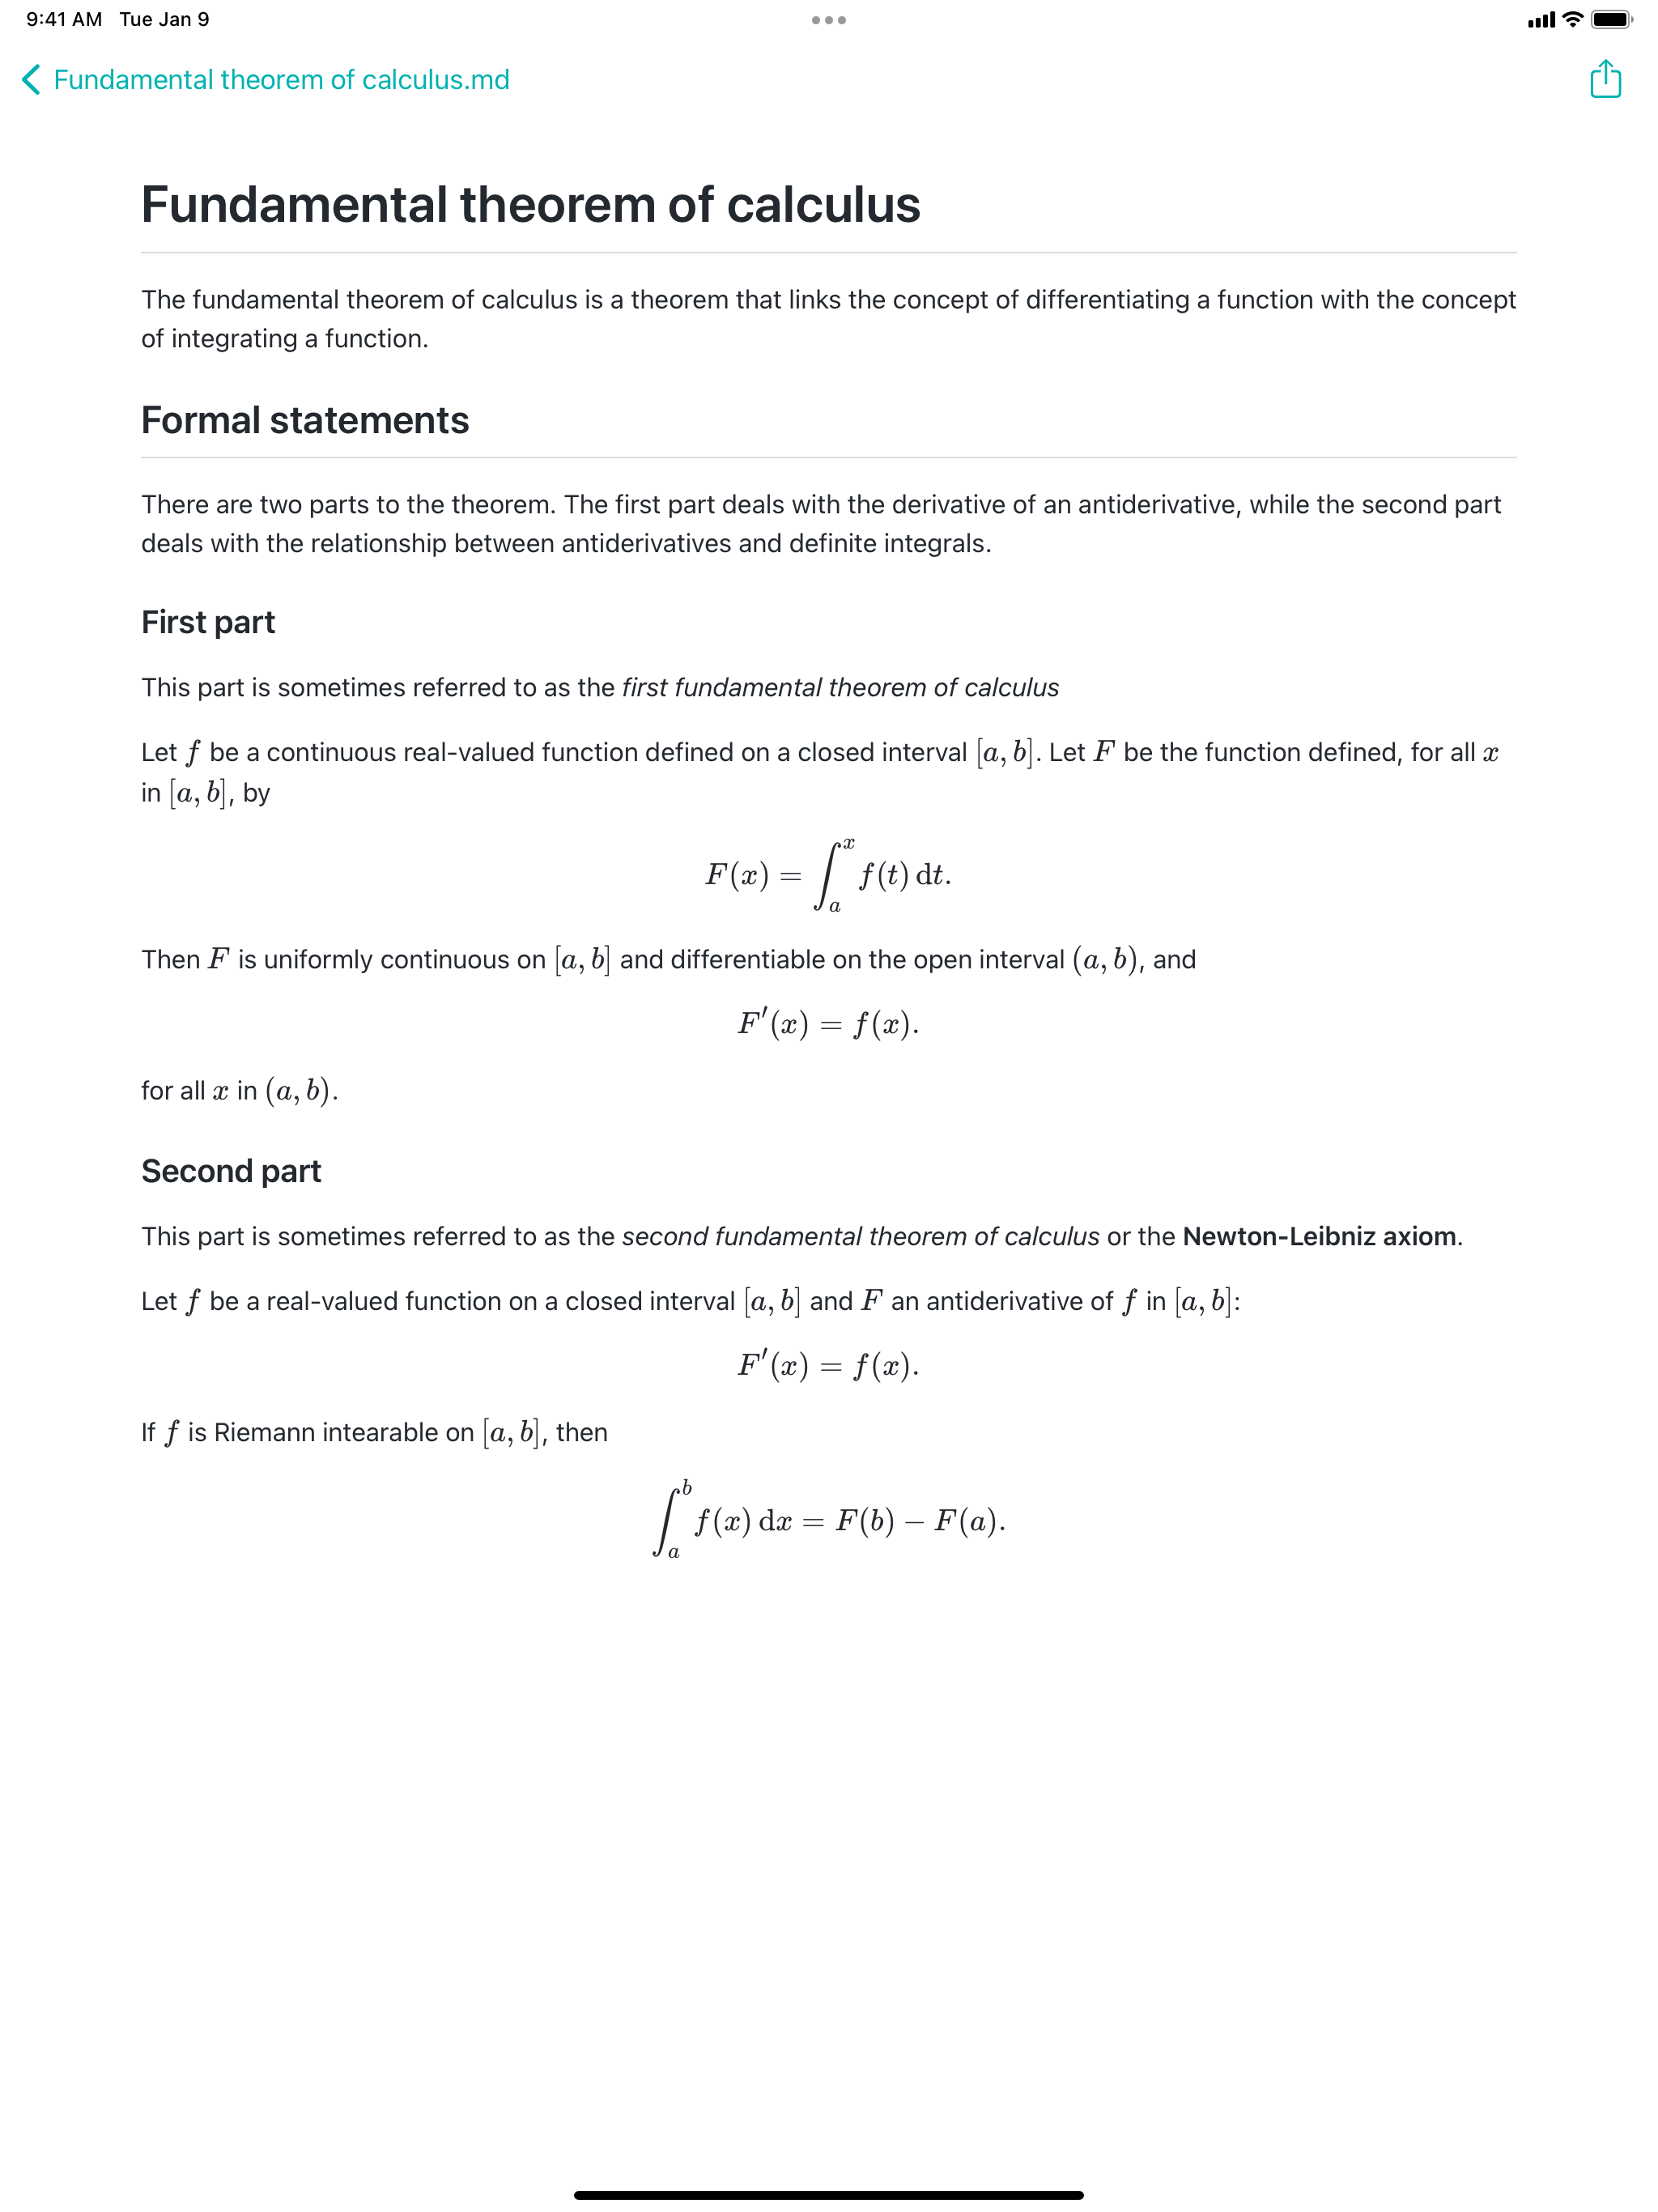 9:41 AM Tue Jan 9
Fundamental theorem of calculus.md
Fundamental theorem of calculus
The fundamental theorem of calculus is a theorem that links the concept of differentiating a function with the concept
of integrating a function.
Formal statements
There are two parts to the theorem. The first part deals with the derivative of an antiderivative, while the second part
deals with the relationship between antiderivatives and definite integrals.
First part
This part is sometimes referred to as the first fundamental theorem of calculus
Let f be a continuous real-valued function defined on a closed interval [a, b]. Let F be the function defined, for all x
in [a, b], by
F(x) = ∫_a^x f(t) dt.
Then F is uniformly continuous on [a, b] and differentiable on the open interval (a, b), and
F′(x) = f(x).
for all x in (a, b).
Second part
This part is sometimes referred to as the second fundamental theorem of calculus or the Newton-Leibniz axiom.
Let f be a real-valued function on a closed interval [a, b] and F an antiderivative of f in [a, b]:
F′(x) = f(x).
If f is Riemann intearable on [a, b], then
∫_a^b f(x) dx = F(b) − F(a).